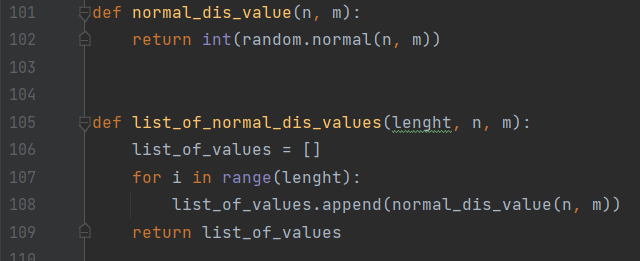 101 def normal_dis_value(n, m):
102     return int(random.normal(n, m))
103
104
105 def list_of_normal_dis_values(lenght, n, m):
106     list_of_values = []
107     for i in range(lenght):
108         list_of_values.append(normal_dis_value(n, m))
109     return list_of_values
110